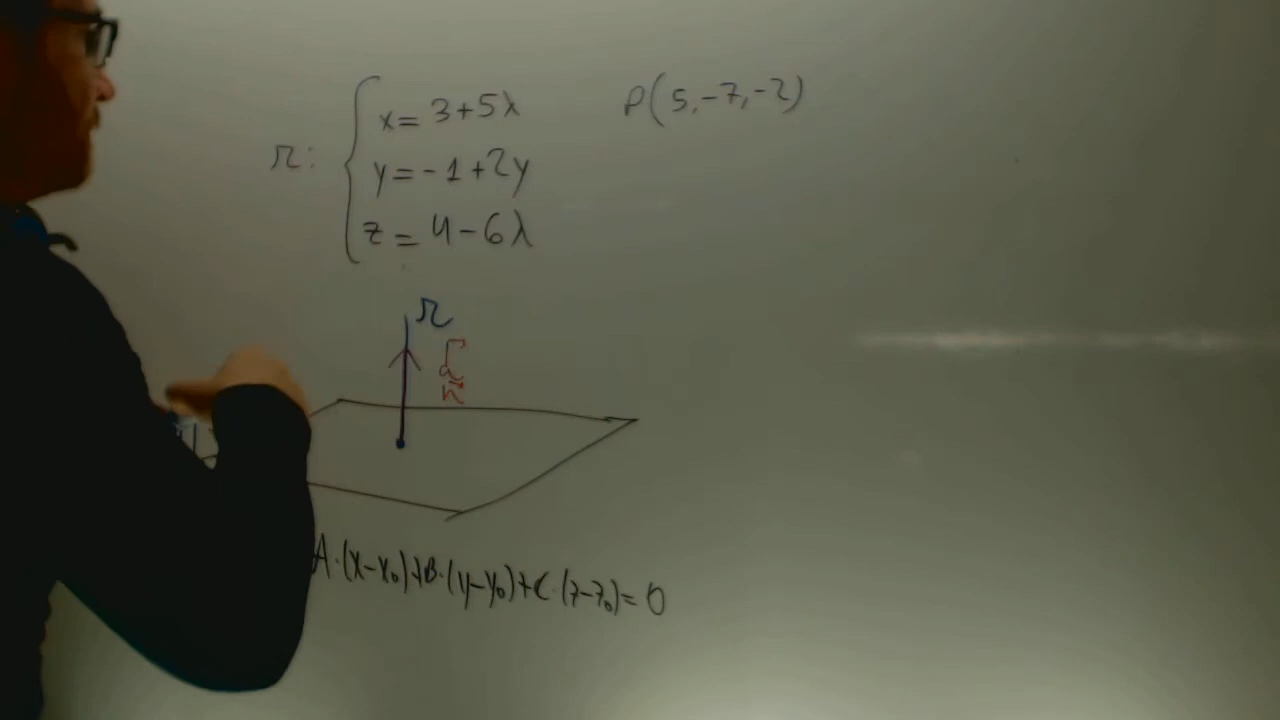 r: { x = 3+5λ
y = -1+2y
z = 4-6λ
P(5,-7,-2)
r
d⃗
n⃗
A·(x-x₀)+B·(y-y₀)+C·(z-z₀)=0